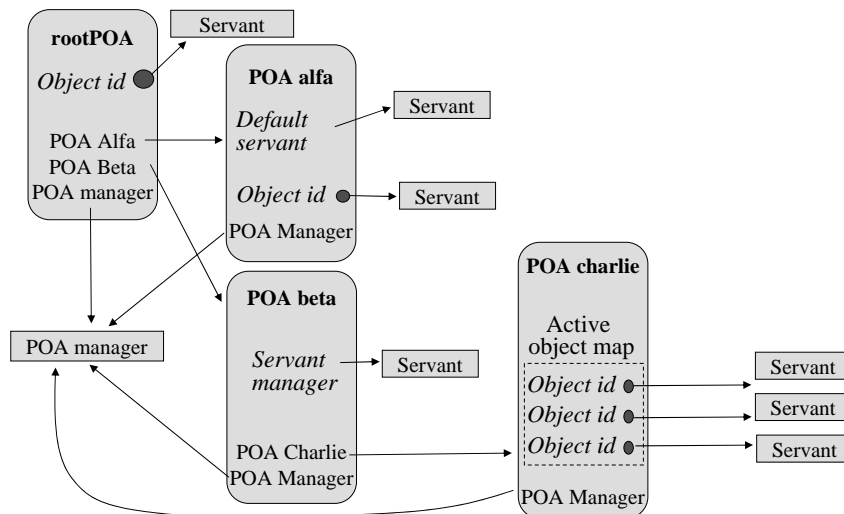 rootPOA
Object id
POA Alfa
POA Beta
POA manager
Servant
POA alfa
Default
servant
Object id
POA Manager
Servant
Servant
POA manager
POA beta
Servant
manager
POA Charlie
POA Manager
Servant
POA charlie
Active
object map
Object id
Object id
Object id
POA Manager
Servant
Servant
Servant